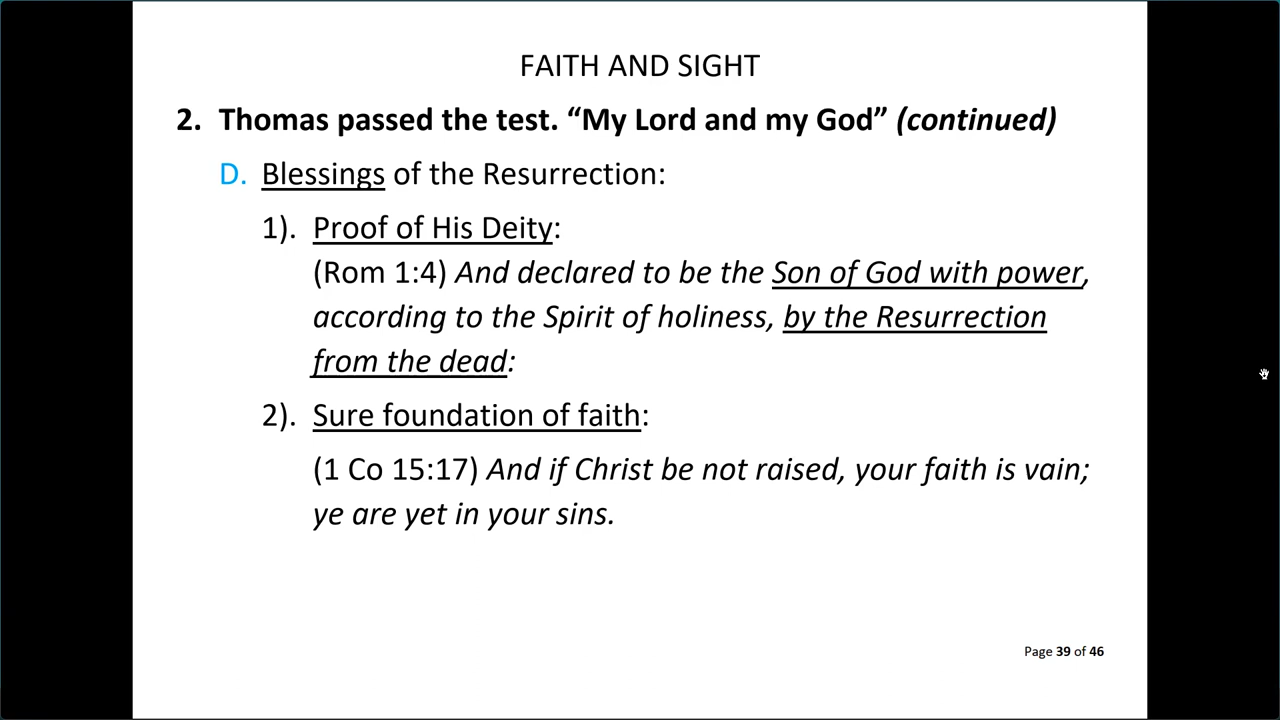 FAITH AND SIGHT
2. Thomas passed the test. “My Lord and my God” (continued)
D. Blessings of the Resurrection:
1). Proof of His Deity:
(Rom 1:4) And declared to be the Son of God with power,
according to the Spirit of holiness, by the Resurrection
from the dead:
2). Sure foundation of faith:
(1 Co 15:17) And if Christ be not raised, your faith is vain;
ye are yet in your sins.
Page 39 of 46